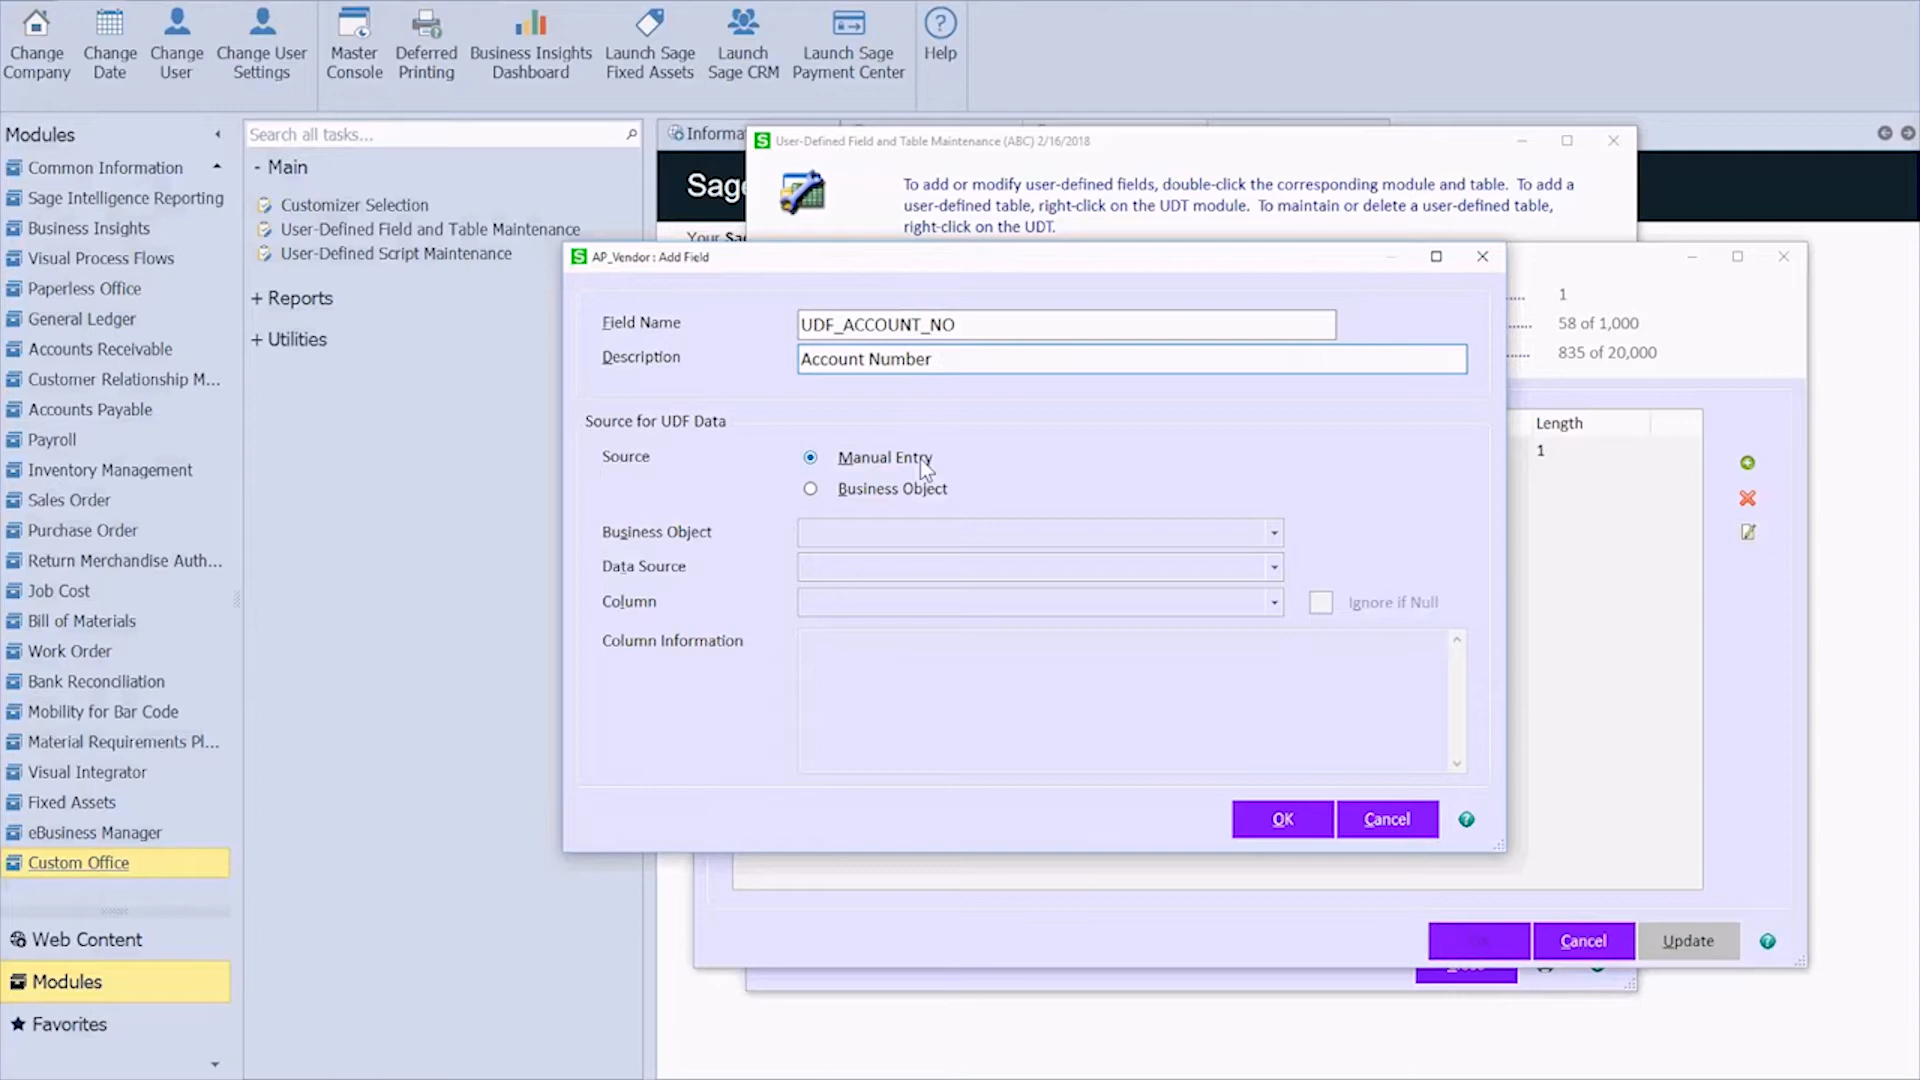 Change Company
Change Date
Change User
Change User Settings
Master Console
Deferred Printing
Business Insights Dashboard
Launch Sage Fixed Assets
Launch Sage CRM
Launch Sage Payment Center
Help
Modules
Common Information
Sage Intelligence Reporting
Business Insights
Visual Process Flows
Paperless Office
General Ledger
Accounts Receivable
Customer Relationship M...
Accounts Payable
Payroll
Inventory Management
Sales Order
Purchase Order
Return Merchandise Auth...
Job Cost
Bill of Materials
Work Order
Bank Reconciliation
Mobility for Bar Code
Material Requirements Pl...
Visual Integrator
Fixed Assets
eBusiness Manager
Custom Office
Web Content
Modules
Favorites
Search all tasks...
- Main
Customizer Selection
User-Defined Field and Table Maintenance
User-Defined Script Maintenance
+ Reports
+ Utilities
Informa
Sage
Your Sag
S User-Defined Field and Table Maintenance (ABC) 2/16/2018
To add or modify user-defined fields, double-click the corresponding module and table. To add a
user-defined table, right-click on the UDT module. To maintain or delete a user-defined table,
right-click on the UDT.
S AP_Vendor : Add Field
Field Name UDF_ACCOUNT_NO
Description Account Number
Source for UDF Data
Source Manual Entry
Business Object
Business Object
Data Source
Column Ignore if Null
Column Information
OK Cancel
..... 1
...... 58 of 1,000
..... 835 of 20,000
Length
1
Cancel Update